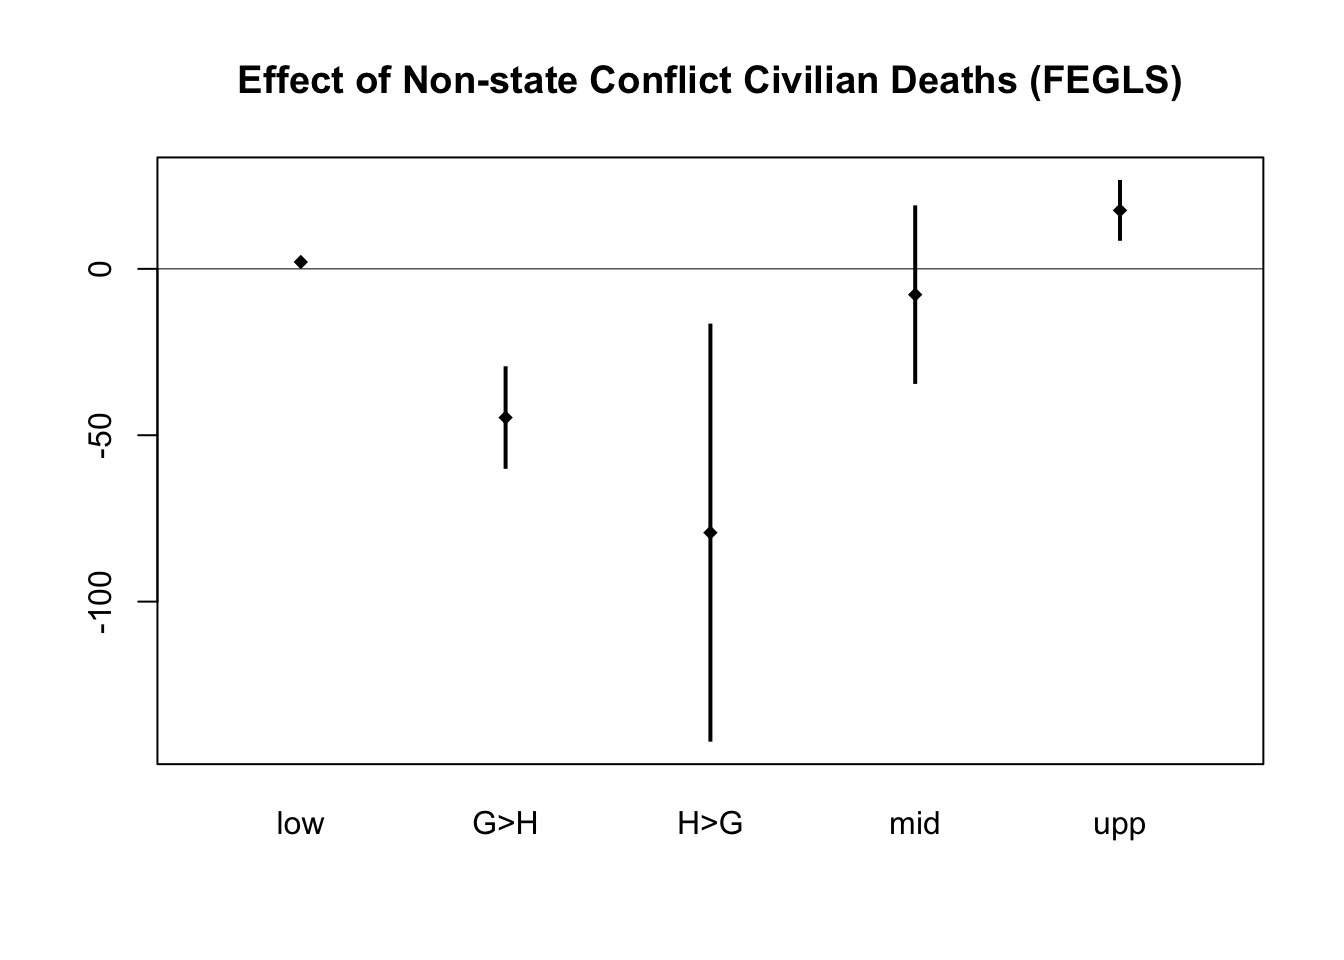 Effect of Non-state Conflict Civilian Deaths (FEGLS)
0
-50
-100
low G>H H>G mid upp